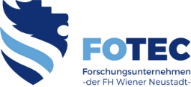 FOTEC
Forschungsunternehmen
-der FH Wiener Neustadt-